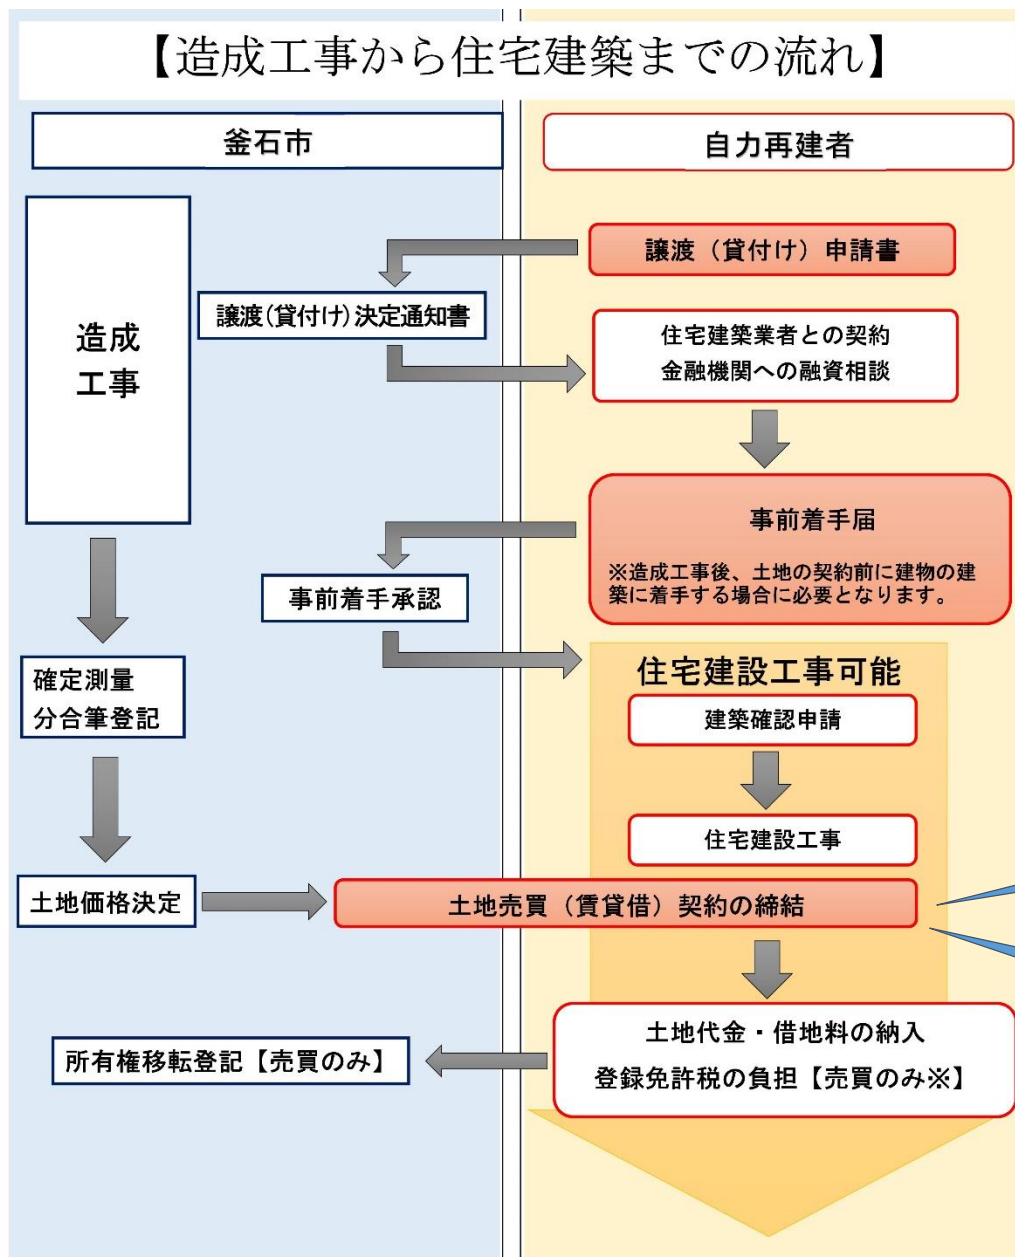 【造成工事から住宅建築までの流れ】
釜石市
自力再建者
造成
工事
譲渡（貸付け）申請書
譲渡(貸付け)決定通知書
住宅建築業者との契約
金融機関への融資相談
事前着手届
※造成工事後、土地の契約前に建物の建
築に着手する場合に必要となります。
事前着手承認
住宅建設工事可能
確定測量
分合筆登記
建築確認申請
住宅建設工事
土地価格決定
土地売買（賃貸借）契約の締結
土地代金・借地料の納入
登録免許税の負担【売買のみ※】
所有権移転登記【売買のみ】